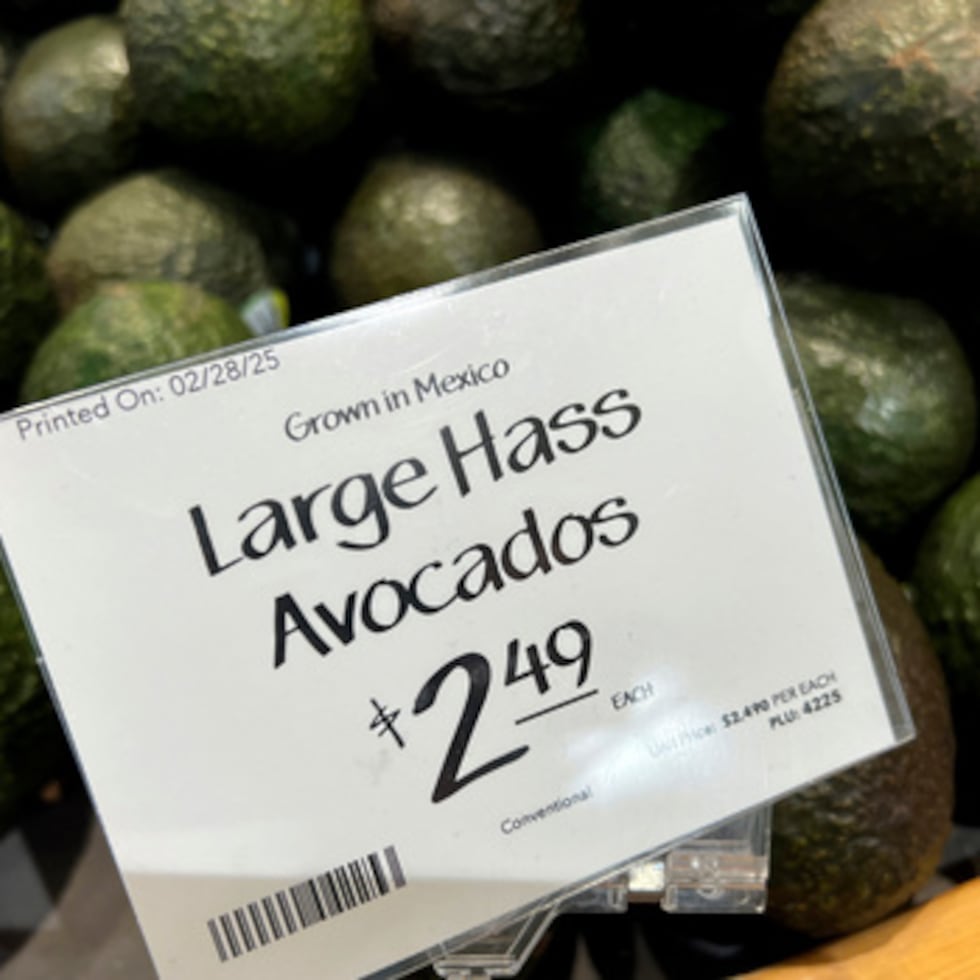 Printed On: 02/28/25
Grown in Mexico
Large Hass
Avocados
$2.49 EACH
Unit Price: $2.490 PER EACH
PLU: 4225
Conventional